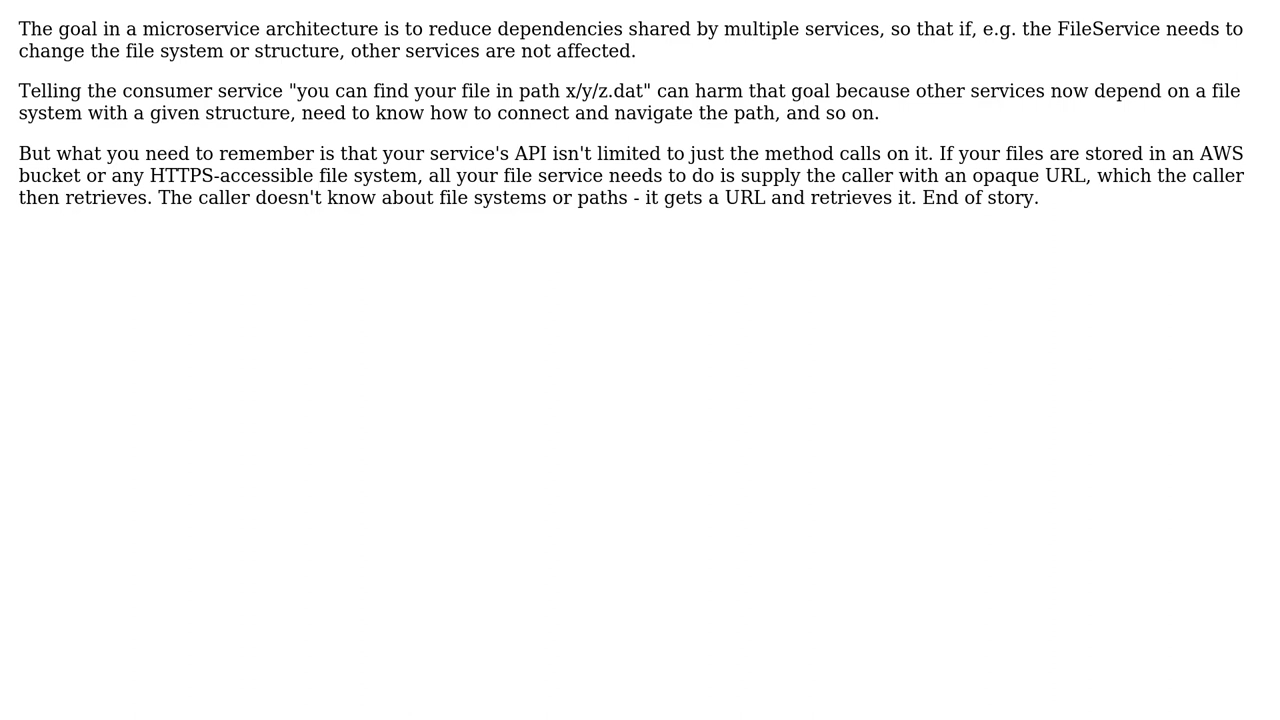 The goal in a microservice architecture is to reduce dependencies shared by multiple services, so that if, e.g. the FileService needs to
change the file system or structure, other services are not affected.
Telling the consumer service "you can find your file in path x/y/z.dat" can harm that goal because other services now depend on a file
system with a given structure, need to know how to connect and navigate the path, and so on.
But what you need to remember is that your service's API isn't limited to just the method calls on it. If your files are stored in an AWS
bucket or any HTTPS-accessible file system, all your file service needs to do is supply the caller with an opaque URL, which the caller
then retrieves. The caller doesn't know about file systems or paths - it gets a URL and retrieves it. End of story.